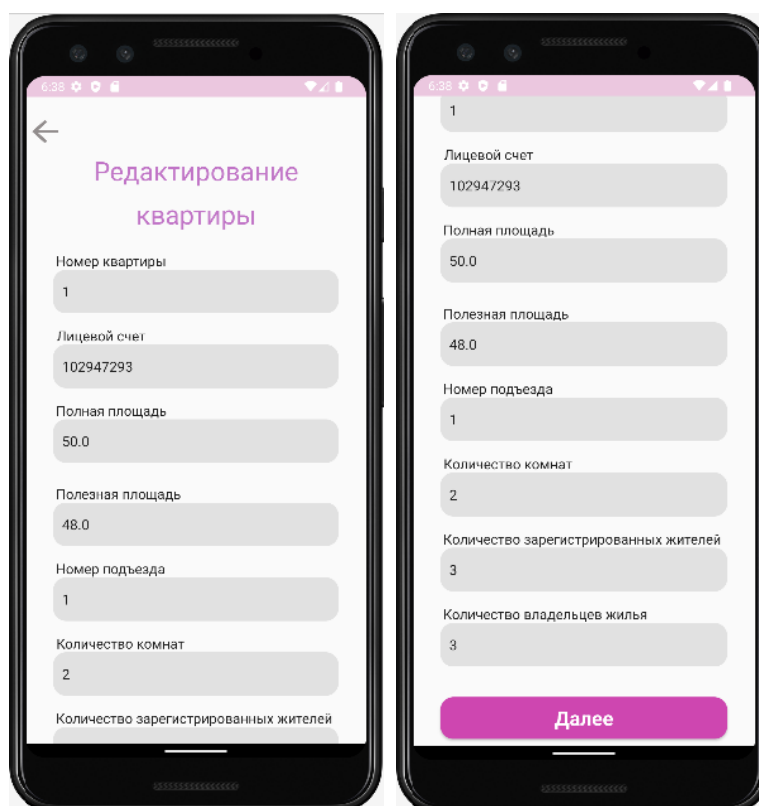 6:38
Редактирование
квартиры
Номер квартиры
1
Лицевой счет
102947293
Полная площадь
50.0
Полезная площадь
48.0
Номер подъезда
1
Количество комнат
2
Количество зарегистрированных жителей
6:38
1
Лицевой счет
102947293
Полная площадь
50.0
Полезная площадь
48.0
Номер подъезда
1
Количество комнат
2
Количество зарегистрированных жителей
3
Количество владельцев жилья
3
Далее